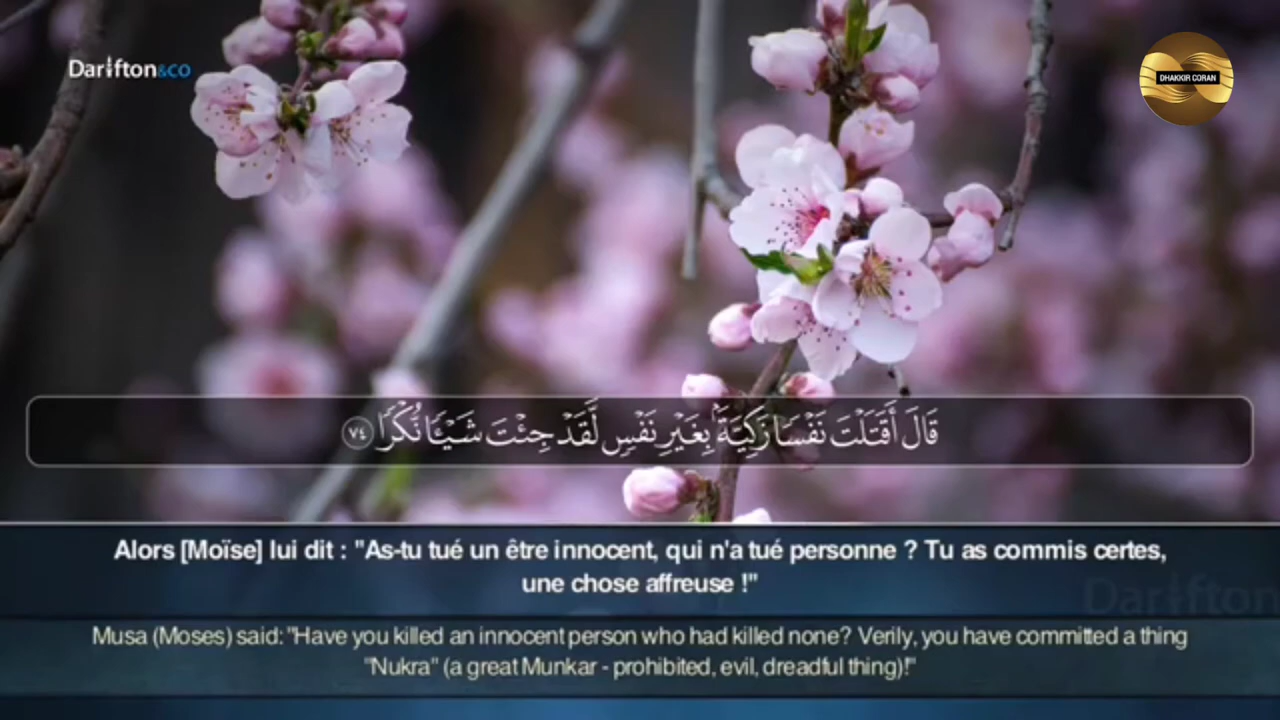 Dar-Ifton&co
DHAKKIR CORAN
قَالَ أَقَتَلْتَ نَفْسًا زَكِيَّةًۢ بِغَيْرِ نَفْسٍ لَّقَدْ جِئْتَ شَيْـًٔا نُّكْرًا ٧٤
Alors [Moïse] lui dit : "As-tu tué un être innocent, qui n'a tué personne ? Tu as commis certes,
une chose affreuse !"
Musa (Moses) said: "Have you killed an innocent person who had killed none? Verily, you have committed a thing
"Nukra" (a great Munkar - prohibited, evil, dreadful thing)!"